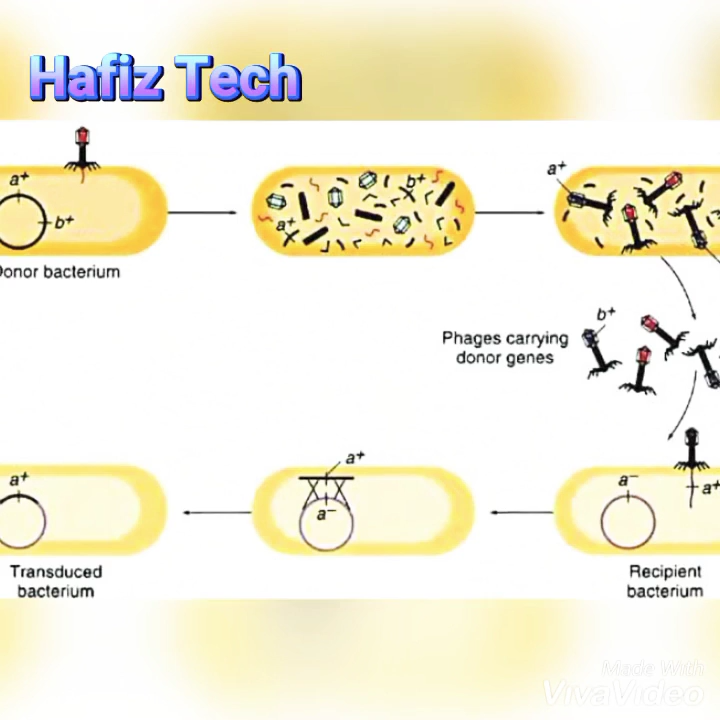 Hafiz Tech
a+
b+
b+
a+
a+
Donor bacterium
b+
Phages carrying
donor genes
a+
a+
a−
a−
a+
Transduced
bacterium
Recipient
bacterium
Made With
VivaVideo